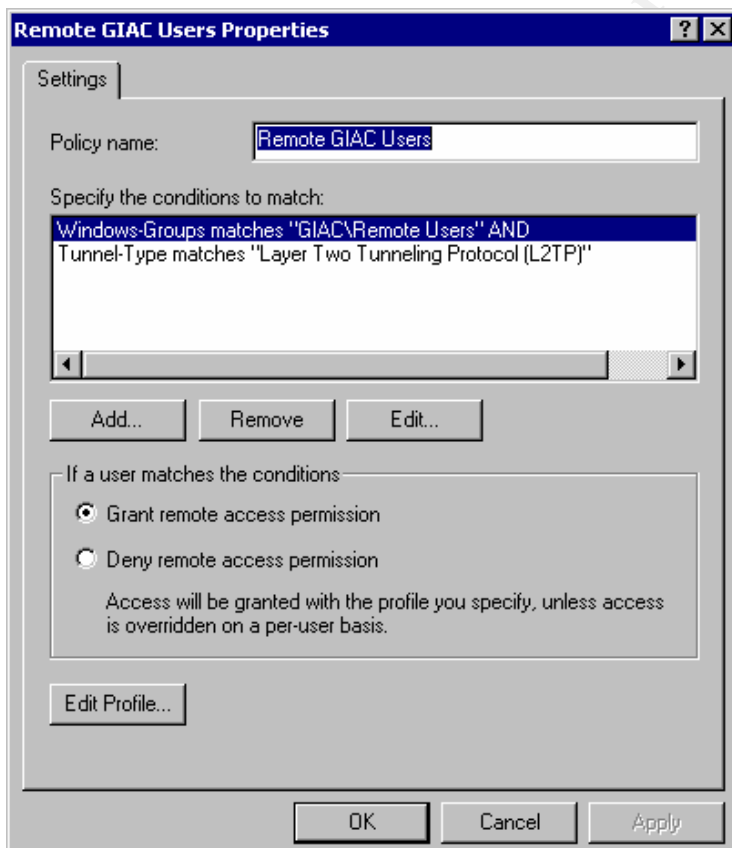 Remote GIAC Users Properties
Settings
Policy name: Remote GIAC Users
Specify the conditions to match:
Windows-Groups matches "GIAC\Remote Users" AND
Tunnel-Type matches "Layer Two Tunneling Protocol (L2TP)"
Add... Remove Edit...
If a user matches the conditions
Grant remote access permission
Deny remote access permission
Access will be granted with the profile you specify, unless access
is overridden on a per-user basis.
Edit Profile...
OK Cancel Apply